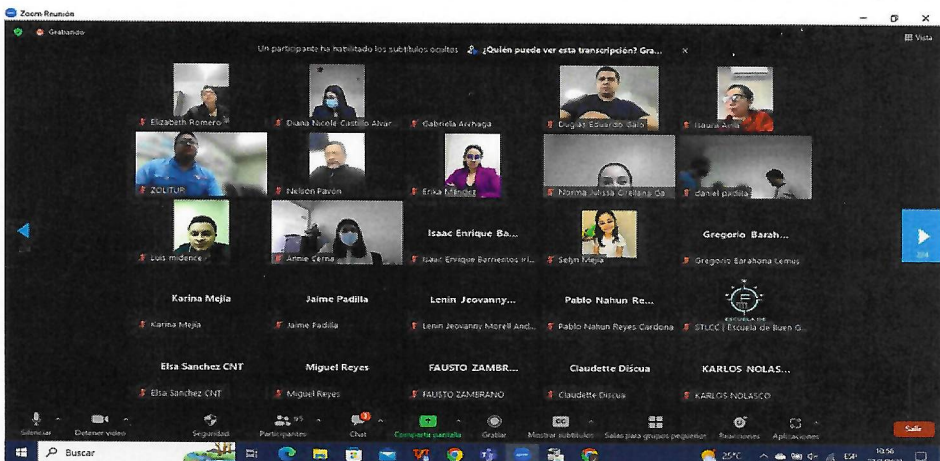 Zoom Reunión
Grabando
Vista
Un participante ha habilitado los subtítulos ocultos ¿Quién puede ver esta transcripción? Gra...
Elizabeth Romero
Diana Nicole Castillo Alvar
Gabriela Archaga
Duglas Eduardo Galo
Isaura
ZOLITUR
Nelson Pavón
Erika Méndez
Norma Julissa Orellana Ga
daniel padilla
Luis midence
Annie Cerna
Isaac Enrique Ba...
Isaac Enrique Barrientos
Selyn Mejia
Gregorio Barah...
Gregorio Barahona Lemus
Karina Mejía
Karina Mejía
Jaime Padilla
Jaime Padilla
Lenin Jeovanny...
Lenin Jeovanny Morell And...
Pablo Nahun Re...
Pablo Nahun Reyes Cardona
ESCUELA DE
STLCC | Escuela de Buen G...
Elsa Sanchez CNT
Elsa Sanchez CNT
Miguel Reyes
Miguel Reyes
FAUSTO ZAMBR...
FAUSTO ZAMBRANO
Claudette Discua
Claudette Discua
KARLOS NOLAS...
KARLOS NOLASCO
Silenciar
Detener video
Seguridad
95
Participantes
Chat
Compartir pantalla
Grabar
Mostrar subtítulos
Salas para grupos pequeños
Reacciones
Aplicaciones
Salir
Buscar
25°C
ESP
10:56